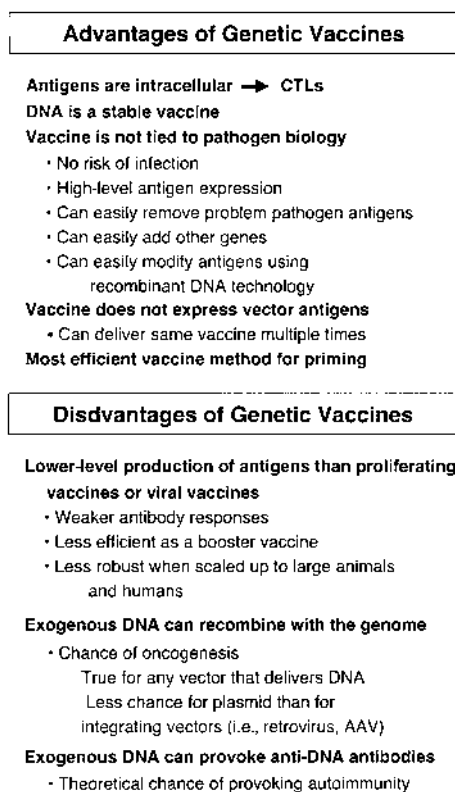 Advantages of Genetic Vaccines
Antigens are intracellular → CTLs
DNA is a stable vaccine
Vaccine is not tied to pathogen biology
· No risk of infection
· High-level antigen expression
· Can easily remove problem pathogen antigens
· Can easily add other genes
· Can easily modify antigens using
recombinant DNA technology
Vaccine does not express vector antigens
· Can deliver same vaccine multiple times
Most efficient vaccine method for priming
Disdvantages of Genetic Vaccines
Lower-level production of antigens than proliferating
vaccines or viral vaccines
· Weaker antibody responses
· Less efficient as a booster vaccine
· Less robust when scaled up to large animals
and humans
Exogenous DNA can recombine with the genome
· Chance of oncogenesis
True for any vector that delivers DNA
Less chance for plasmid than for
integrating vectors (i.e., retrovirus, AAV)
Exogenous DNA can provoke anti-DNA antibodies
· Theoretical chance of provoking autoimmunity